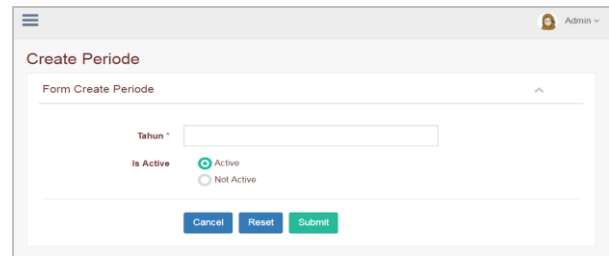 Admin
Create Periode
Form Create Periode
Tahun *
Is Active
Active
Not Active
Cancel Reset Submit